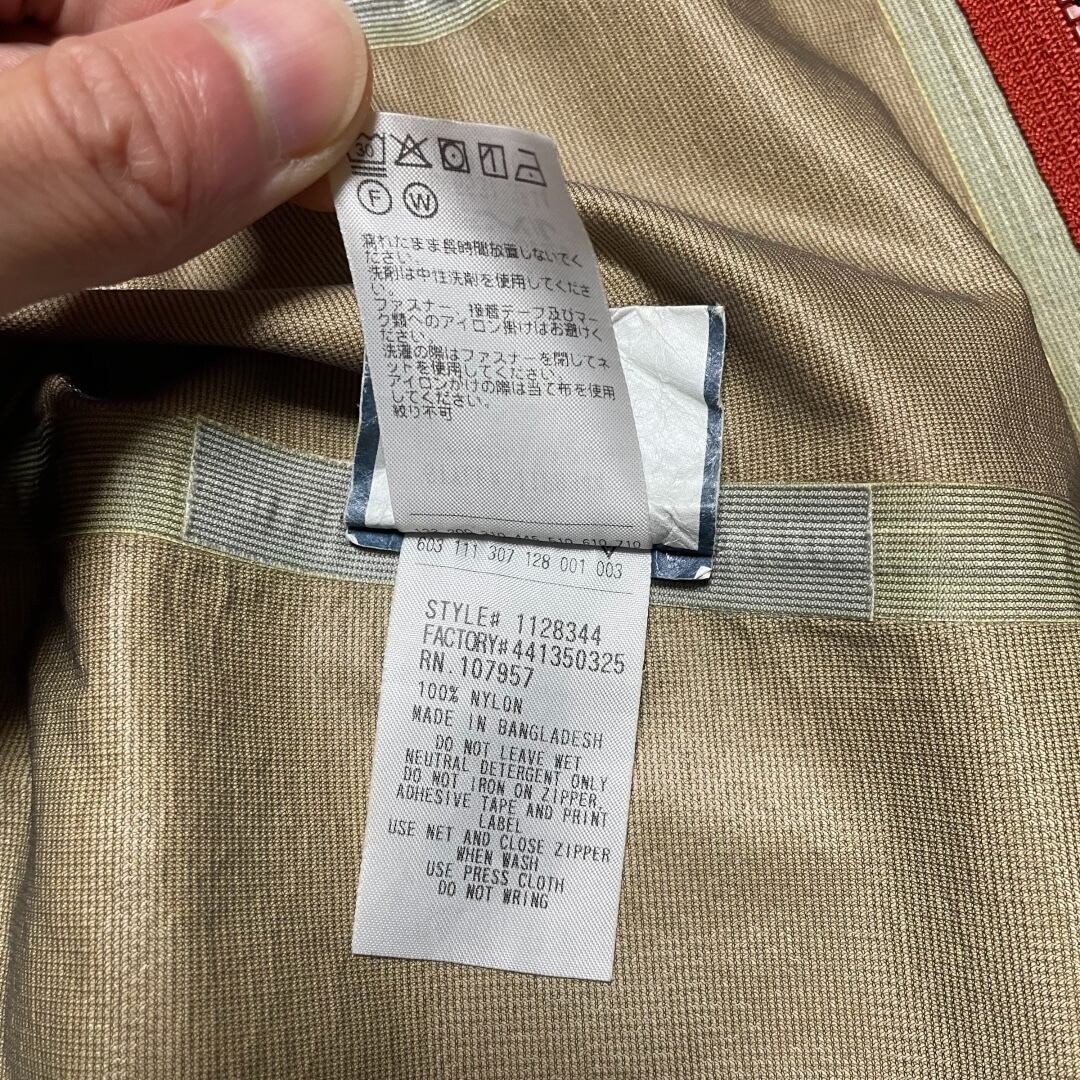 30
F W
濡れたまま長時間放置しないでく
ださい。
洗剤は中性洗剤を使用してくださ
い。
ファスナー、接着テープ及びマー
ク類へのアイロン掛けはお避けく
ださい。
洗濯の際はファスナーを閉してネ
ットを使用してください。
アイロンがけの際は当て布を使用
してください。
絞り不可
445 510 610 710
603 111 307 128 001 003
STYLE# 1128344
FACTORY#441350325
RN.107957
100% NYLON
MADE IN BANGLADESH
DO NOT LEAVE WET
NEUTRAL DETERGENT ONLY
DO NOT IRON ON ZIPPER,
ADHESIVE TAPE AND PRINT
LABEL
USE NET AND CLOSE ZIPPER
WHEN WASH
USE PRESS CLOTH
DO NOT WRING